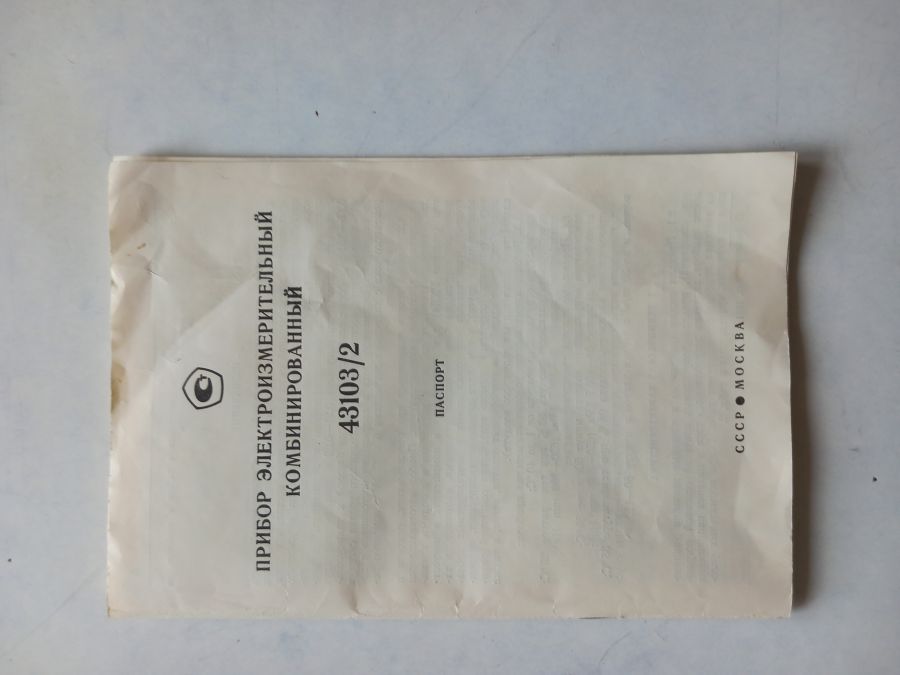 ПРИБОР ЭЛЕКТРОИЗМЕРИТЕЛЬНЫЙ
КОМБИНИРОВАННЫЙ
43103/2
ПАСПОРТ
СССР ● МОСКВА